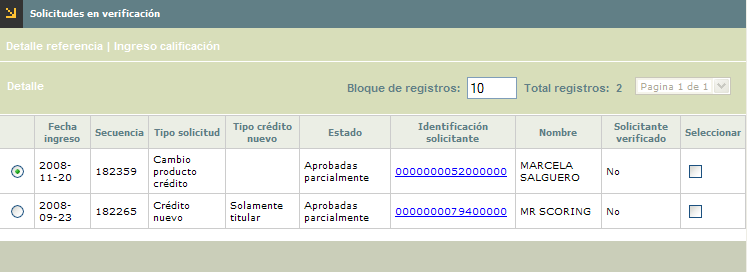 Solicitudes en verificación
Detalle referencia | Ingreso calificación
Detalle Bloque de registros: 10 Total registros: 2 Pagina 1 de 1
Fecha ingreso Secuencia Tipo solicitud Tipo crédito nuevo Estado Identificación solicitante Nombre Solicitante verificado Seleccionar
2008-11-20 182359 Cambio producto crédito Aprobadas parcialmente 0000000052000000 MARCELA SALGUERO No
2008-09-23 182265 Crédito nuevo Solamente titular Aprobadas parcialmente 0000000079400000 MR SCORING No